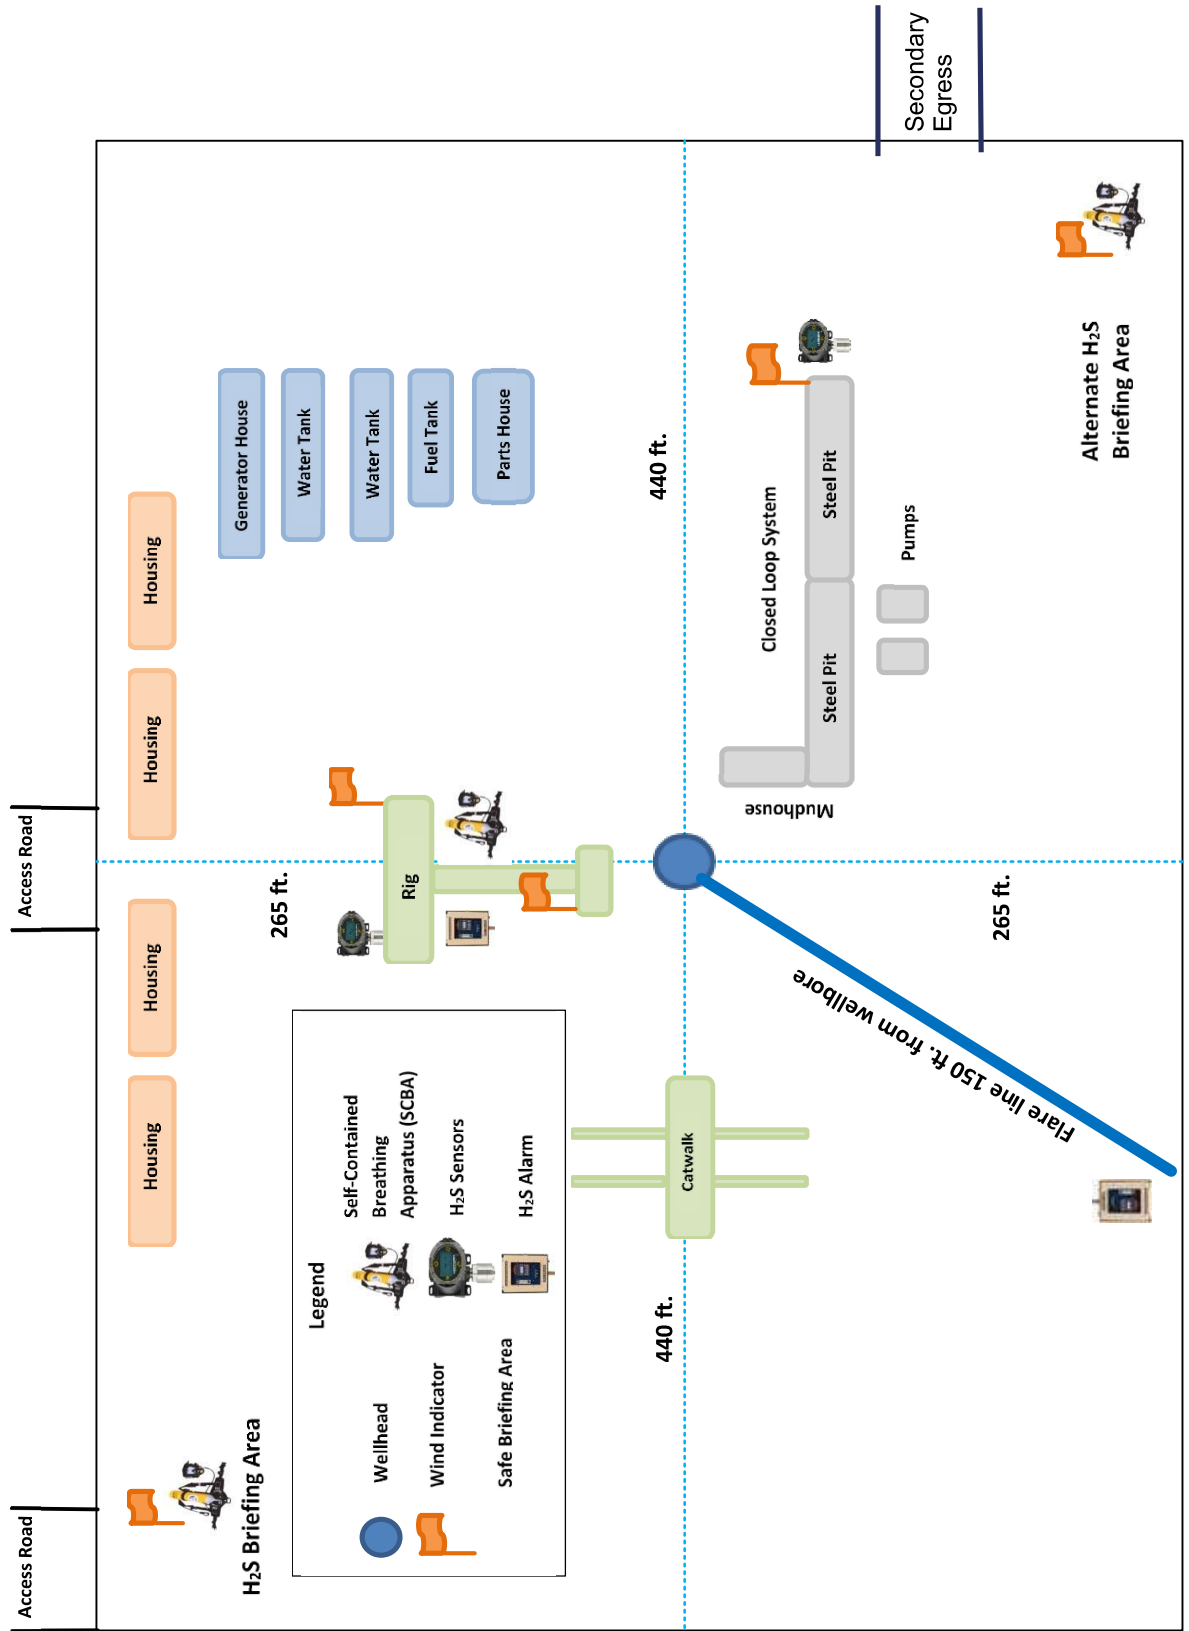 Access Road
Access Road
Secondary
Egress
Housing
Housing
Housing
Housing
H₂S Briefing Area
265 ft.
Rig
Generator House
Water Tank
Water Tank
Fuel Tank
Parts House
Legend
Wellhead
Wind Indicator
Safe Briefing Area
Self-Contained
Breathing
Apparatus (SCBA)
H₂S Sensors
H₂S Alarm
440 ft.
Catwalk
440 ft.
Mudhouse
Closed Loop System
Steel Pit
Steel Pit
Pumps
265 ft.
Flare line 150 ft. from wellbore
Alternate H₂S
Briefing Area